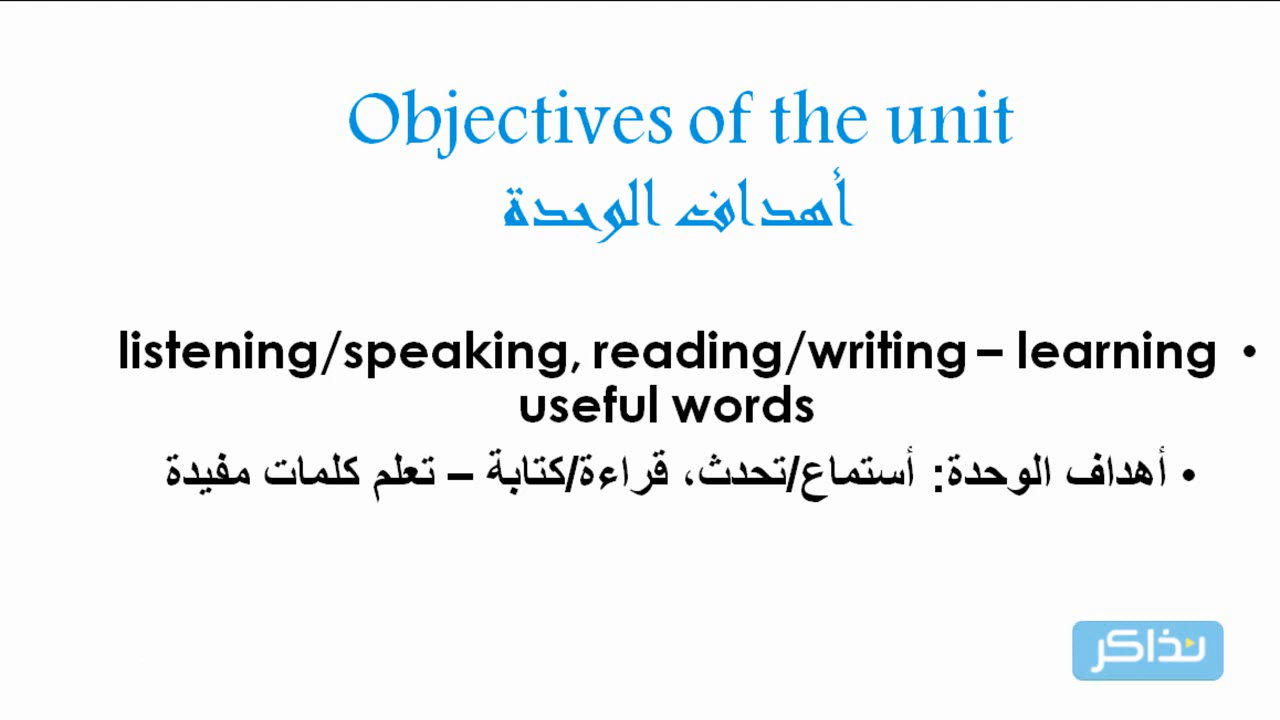 Objectives of the unit
أهداف الوحدة
• listening/speaking, reading/writing – learning
useful words
• أهداف الوحدة: أستماع/تحدث، قراءة/كتابة – تعلم كلمات مفيدة
نذاكر